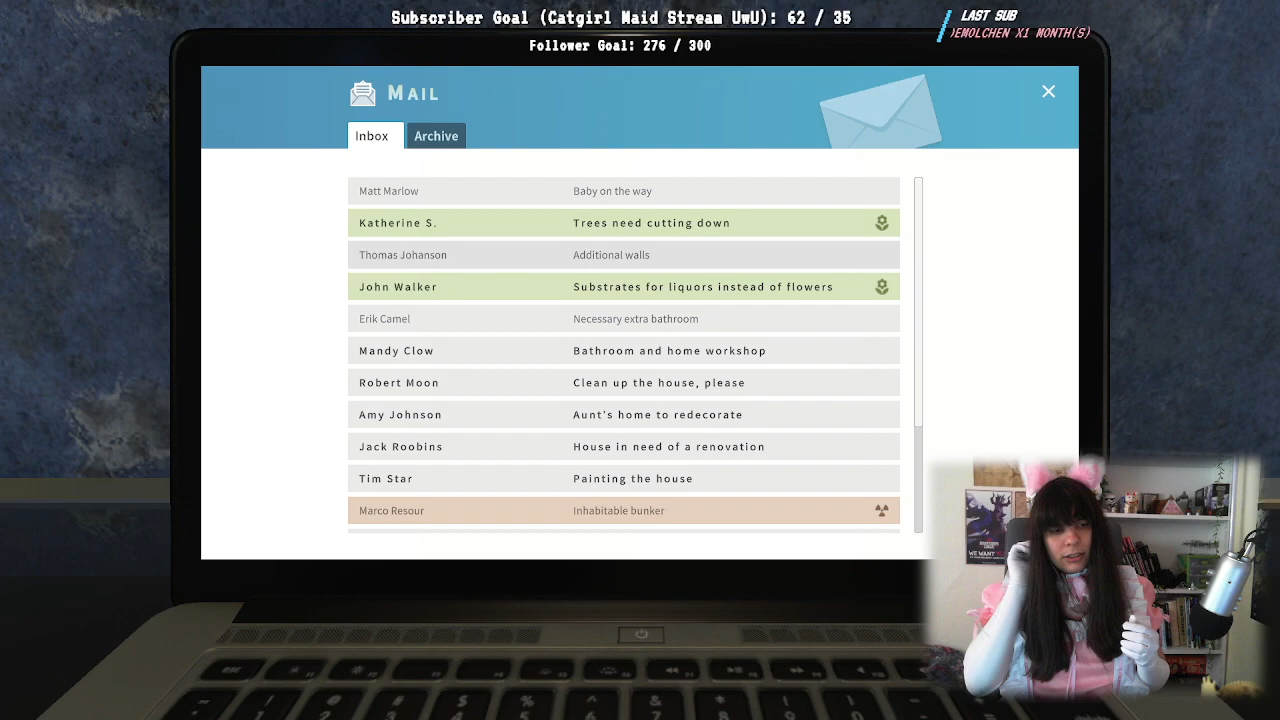 Subscriber Goal (Catgirl Maid Stream UwU): 62 / 35
Follower Goal: 276 / 300
LAST SUB
)EMOLCHEN X1 MONTH(S)
MAIL
Inbox
Archive
Matt Marlow Baby on the way
Katherine S. Trees need cutting down
Thomas Johanson Additional walls
John Walker Substrates for liquors instead of flowers
Erik Camel Necessary extra bathroom
Mandy Clow Bathroom and home workshop
Robert Moon Clean up the house, please
Amy Johnson Aunt's home to redecorate
Jack Roobins House in need of a renovation
Tim Star Painting the house
Marco Resour Inhabitable bunker
WE WANT